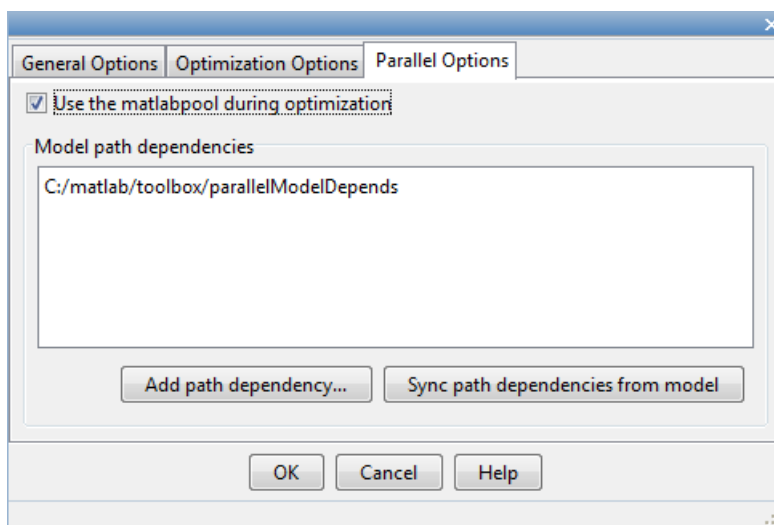 General Options Optimization Options Parallel Options
Use the matlabpool during optimization
Model path dependencies
C:/matlab/toolbox/parallelModelDepends
Add path dependency... Sync path dependencies from model
OK Cancel Help